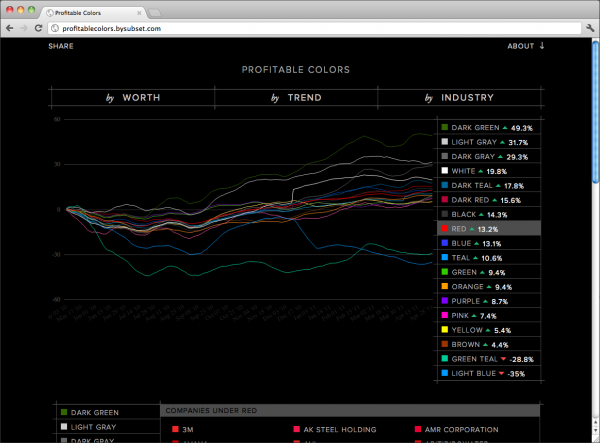 Profitable Colors
profitablecolors.bysubset.com
SHARE
ABOUT ↓
PROFITABLE COLORS
by WORTH
by TREND
by INDUSTRY
60
30
0
-30
-60
DARK GREEN ▲ 49.3%
LIGHT GRAY ▲ 31.7%
DARK GRAY ▲ 29.3%
WHITE ▲ 19.8%
DARK TEAL ▲ 17.8%
DARK RED ▲ 15.6%
BLACK ▲ 14.3%
RED ▲ 13.2%
BLUE ▲ 13.1%
TEAL ▲ 10.6%
GREEN ▲ 9.4%
ORANGE ▲ 9.4%
PURPLE ▲ 8.7%
PINK ▲ 7.4%
YELLOW ▲ 5.4%
BROWN ▲ 4.4%
GREEN TEAL ▼ -28.8%
LIGHT BLUE ▼ -35%
DARK GREEN
LIGHT GRAY
DARK GRAY
COMPANIES UNDER RED
3M
AK STEEL HOLDING
AMR CORPORATION